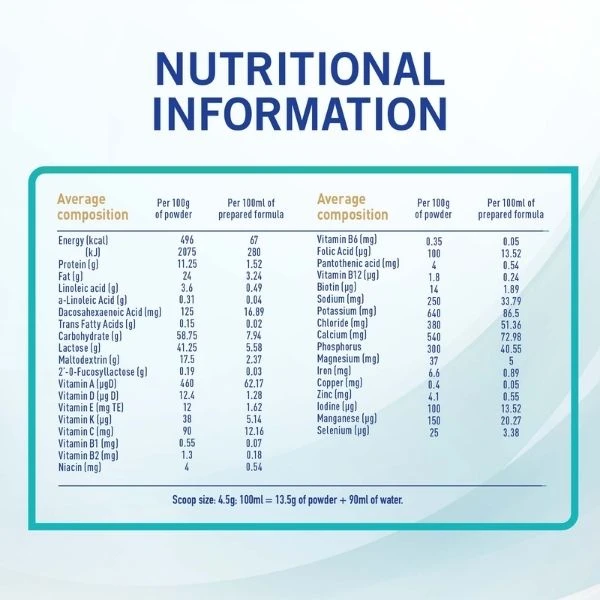 NUTRITIONAL
INFORMATION
Average composition Per 100g of powder Per 100ml of prepared formula
Energy (kcal) 496 67
(kJ) 2075 280
Protein (g) 11.25 1.52
Fat (g) 24 3.24
Linoleic acid (g) 3.6 0.49
a-Linoleic Acid (g) 0.31 0.04
Dacosahexaenoic Acid (mg) 125 16.89
Trans Fatty Acids (g) 0.15 0.02
Carbohydrate (g) 58.75 7.94
Lactose (g) 41.25 5.58
Maltodextrin (g) 17.5 2.37
2'-O-Fucosyllactose (g) 0.19 0.03
Vitamin A (µgD) 460 62.17
Vitamin D (µg D) 12.4 1.28
Vitamin E (mg TE) 12 1.62
Vitamin K (µg) 38 5.14
Vitamin C (mg) 90 12.16
Vitamin B1 (mg) 0.55 0.07
Vitamin B2 (mg) 1.3 0.18
Niacin (mg) 4 0.54
Average composition Per 100g of powder Per 100ml of prepared formula
Vitamin B6 (mg) 0.35 0.05
Folic Acid (µg) 100 13.52
Pantothenic acid (mg) 4 0.54
Vitamin B12 (µg) 1.8 0.24
Biotin (µg) 14 1.89
Sodium (mg) 250 33.79
Potassium (mg) 640 86.5
Chloride (mg) 380 51.36
Calcium (mg) 540 72.98
Phosphorus 300 40.55
Magnesium (mg) 37 5
Iron (mg) 6.6 0.89
Copper (mg) 0.4 0.05
Zinc (mg) 4.1 0.55
Iodine (µg) 100 13.52
Manganese (µg) 150 20.27
Selenium (µg) 25 3.38
Scoop size: 4.5g: 100ml = 13.5g of powder + 90ml of water.